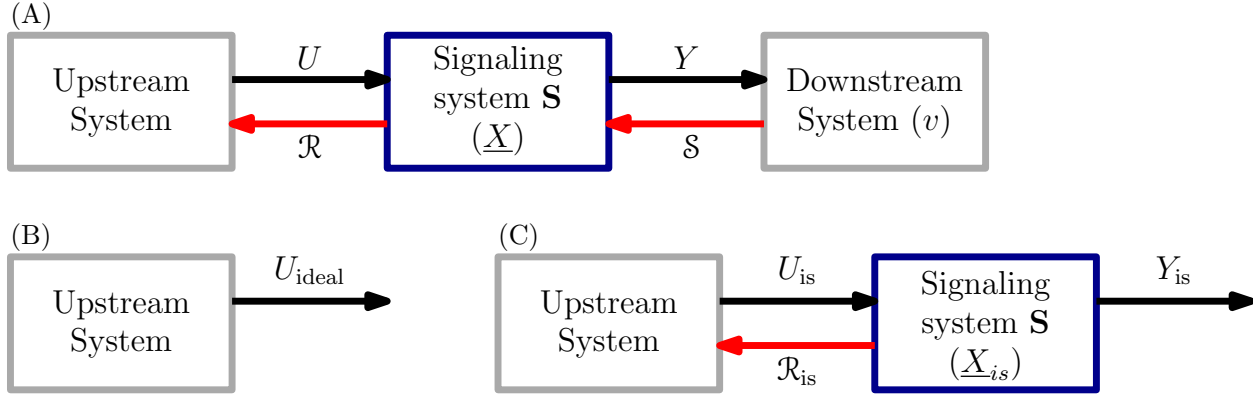 (A)
Upstream
System
U
ℛ
Signaling
system S
(X)
Y
𝒮
Downstream
System (v)
(B)
Upstream
System
U_ideal
(C)
Upstream
System
U_is
ℛ_is
Signaling
system S
(X_is)
Y_is